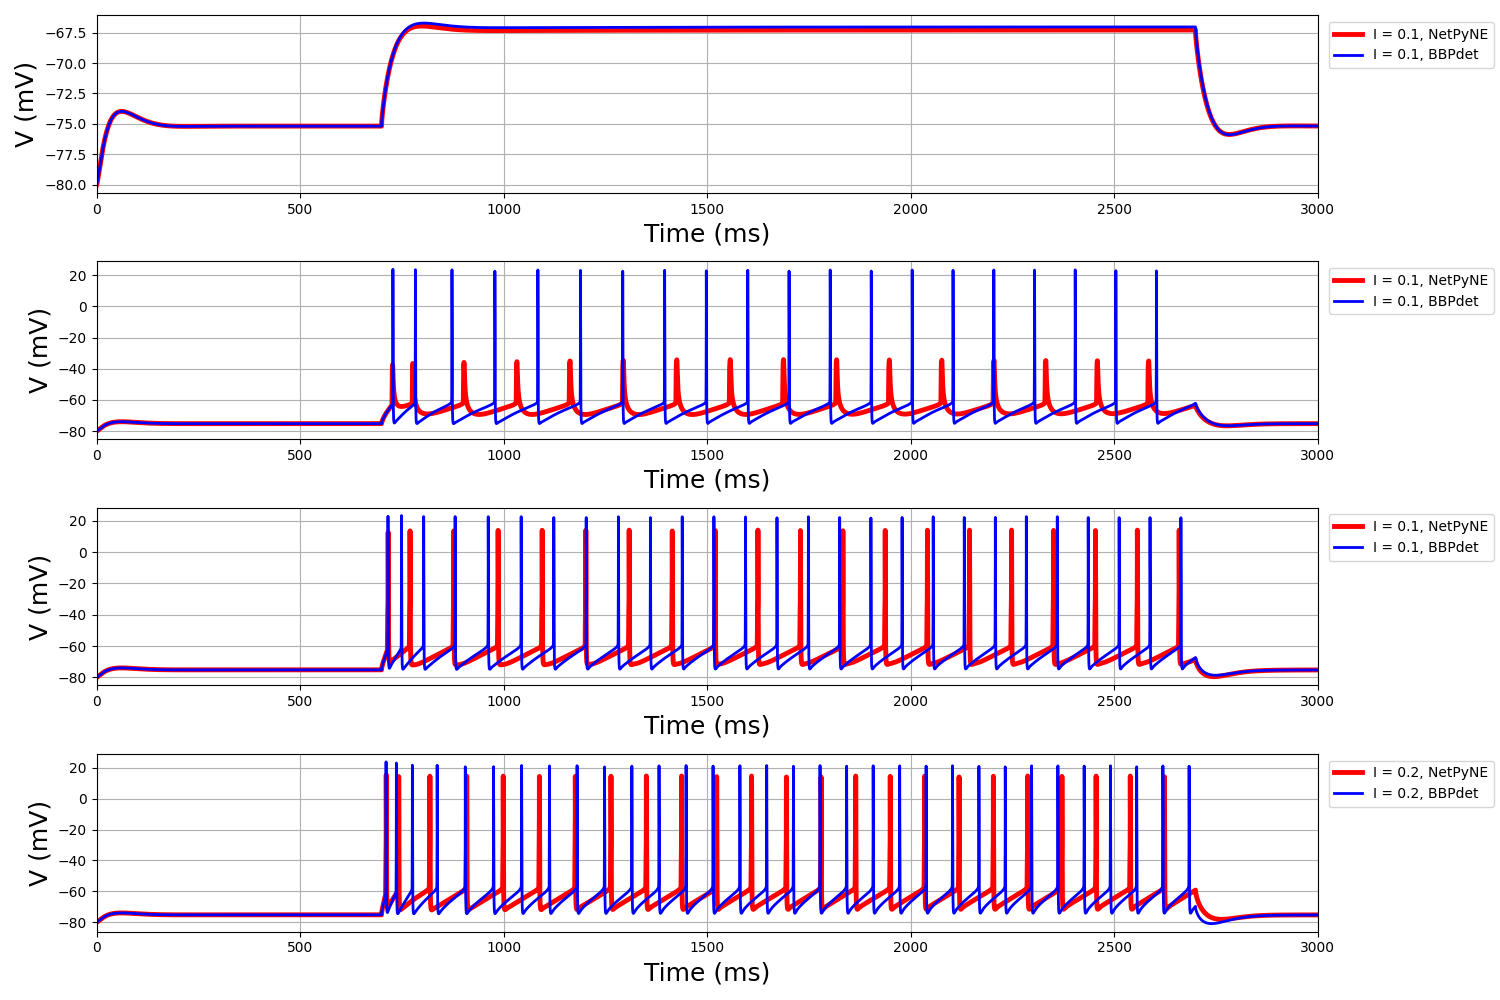 −67.5
−70.0
−72.5
−75.0
−77.5
−80.0
V (mV)
0 500 1000 1500 2000 2500 3000
Time (ms)
I = 0.1, NetPyNE
I = 0.1, BBPdet
20
0
−20
−40
−60
−80
V (mV)
0 500 1000 1500 2000 2500 3000
Time (ms)
I = 0.1, NetPyNE
I = 0.1, BBPdet
20
0
−20
−40
−60
−80
V (mV)
0 500 1000 1500 2000 2500 3000
Time (ms)
I = 0.1, NetPyNE
I = 0.1, BBPdet
20
0
−20
−40
−60
−80
V (mV)
0 500 1000 1500 2000 2500 3000
Time (ms)
I = 0.2, NetPyNE
I = 0.2, BBPdet